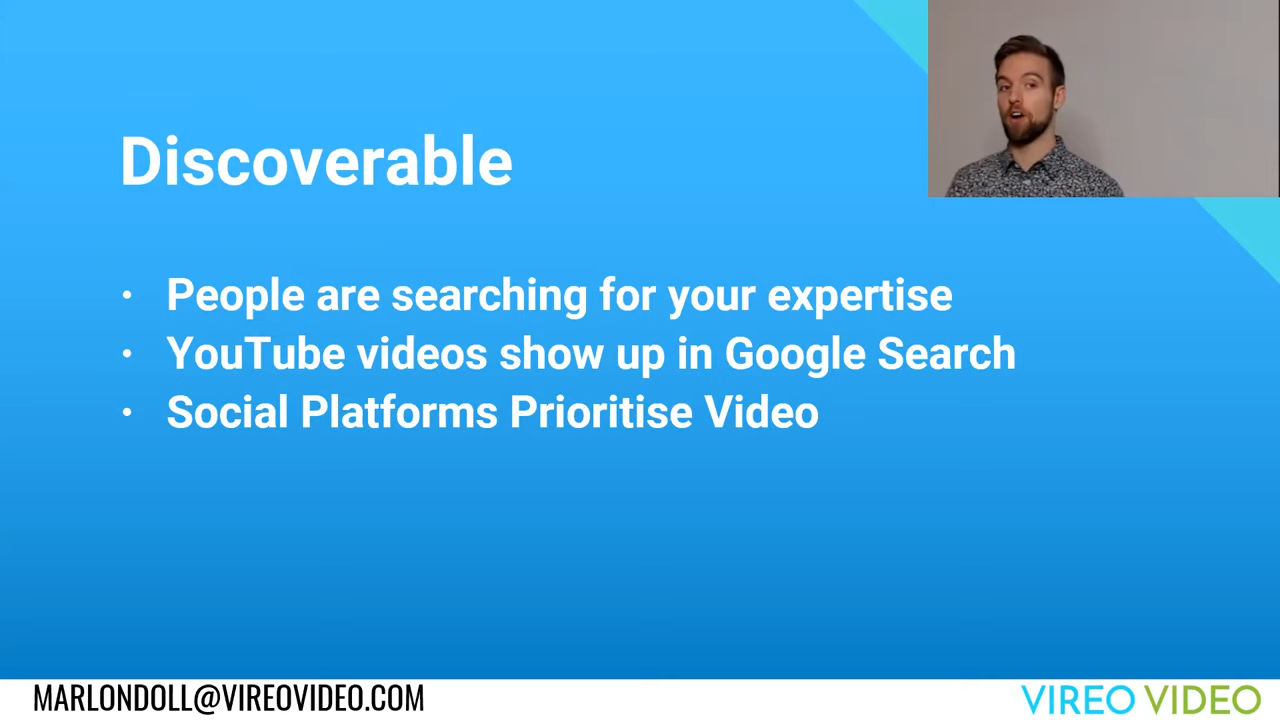 Discoverable
• People are searching for your expertise
• YouTube videos show up in Google Search
• Social Platforms Prioritise Video
MARLONDOLL@VIREOVIDEO.COM
VIREO VIDEO